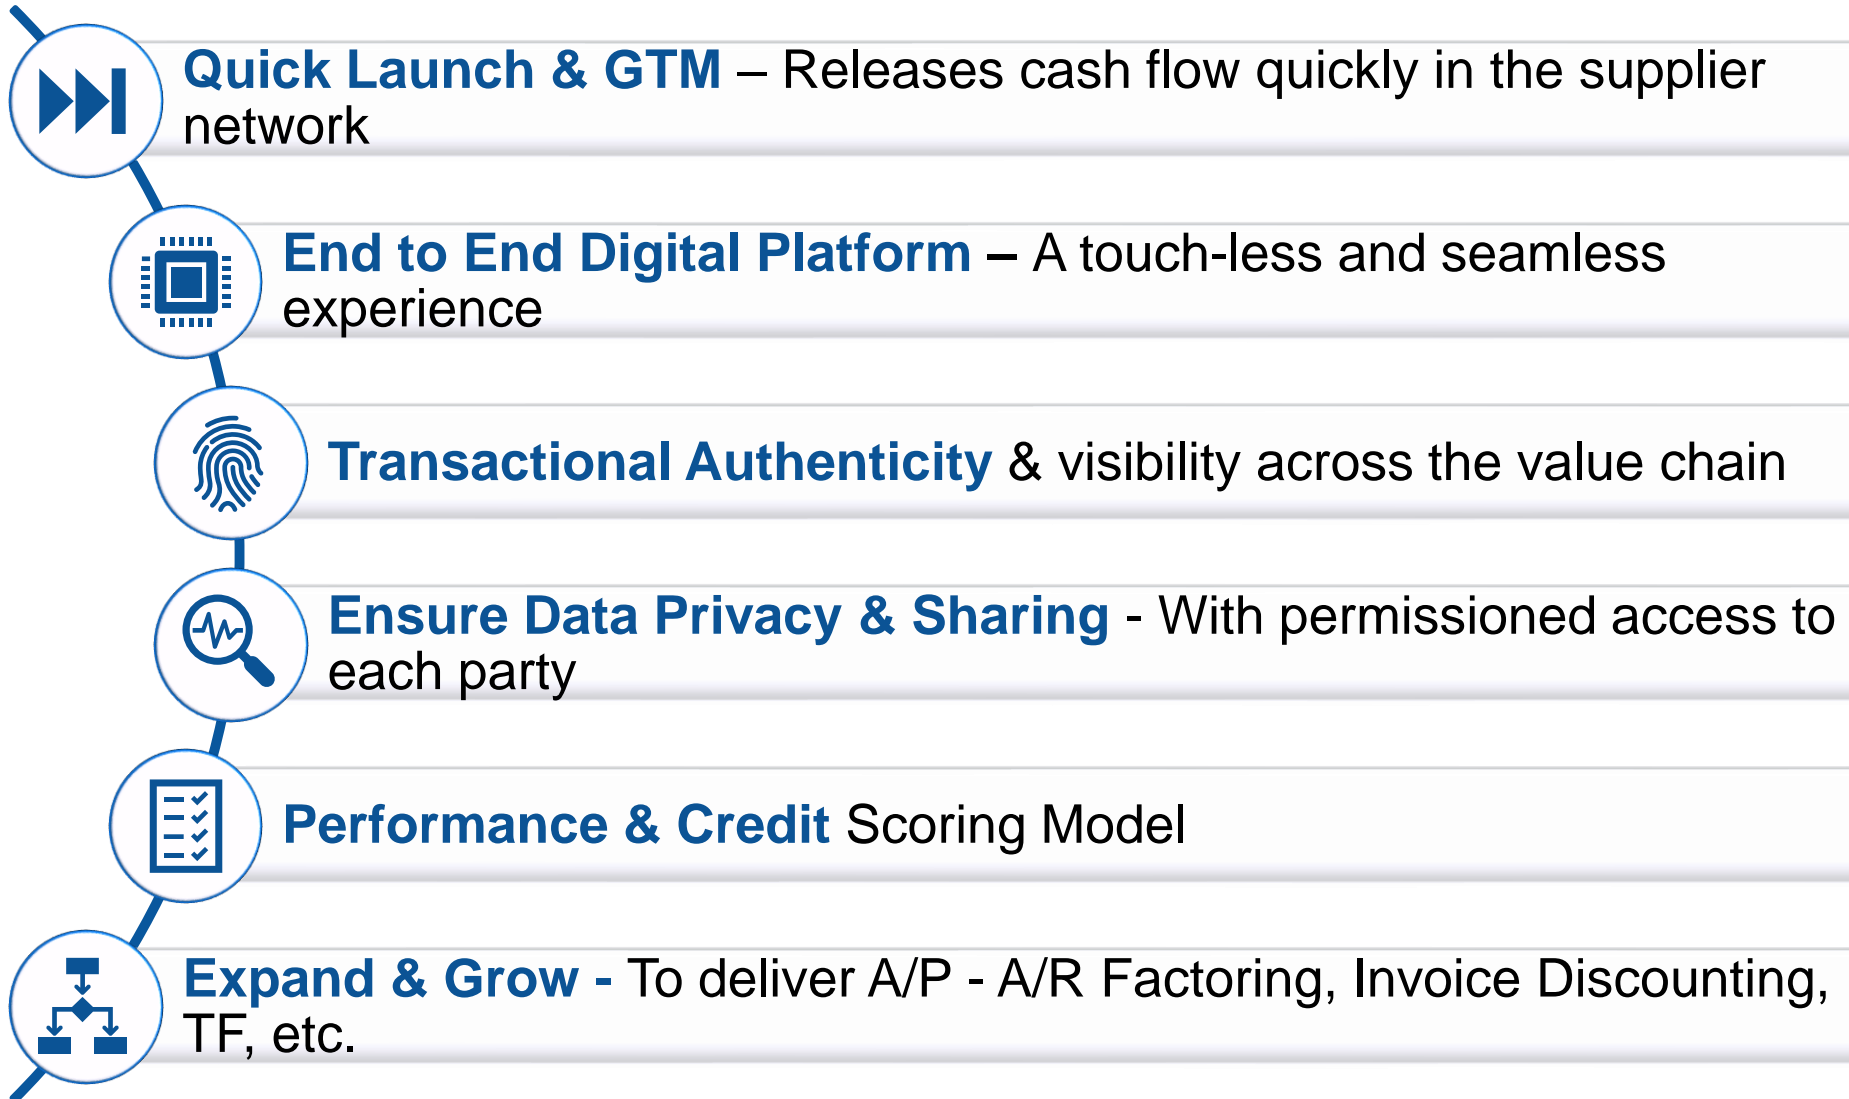 Quick Launch & GTM – Releases cash flow quickly in the supplier
network
End to End Digital Platform – A touch-less and seamless
experience
Transactional Authenticity & visibility across the value chain
Ensure Data Privacy & Sharing - With permissioned access to
each party
Performance & Credit Scoring Model
Expand & Grow - To deliver A/P - A/R Factoring, Invoice Discounting,
TF, etc.